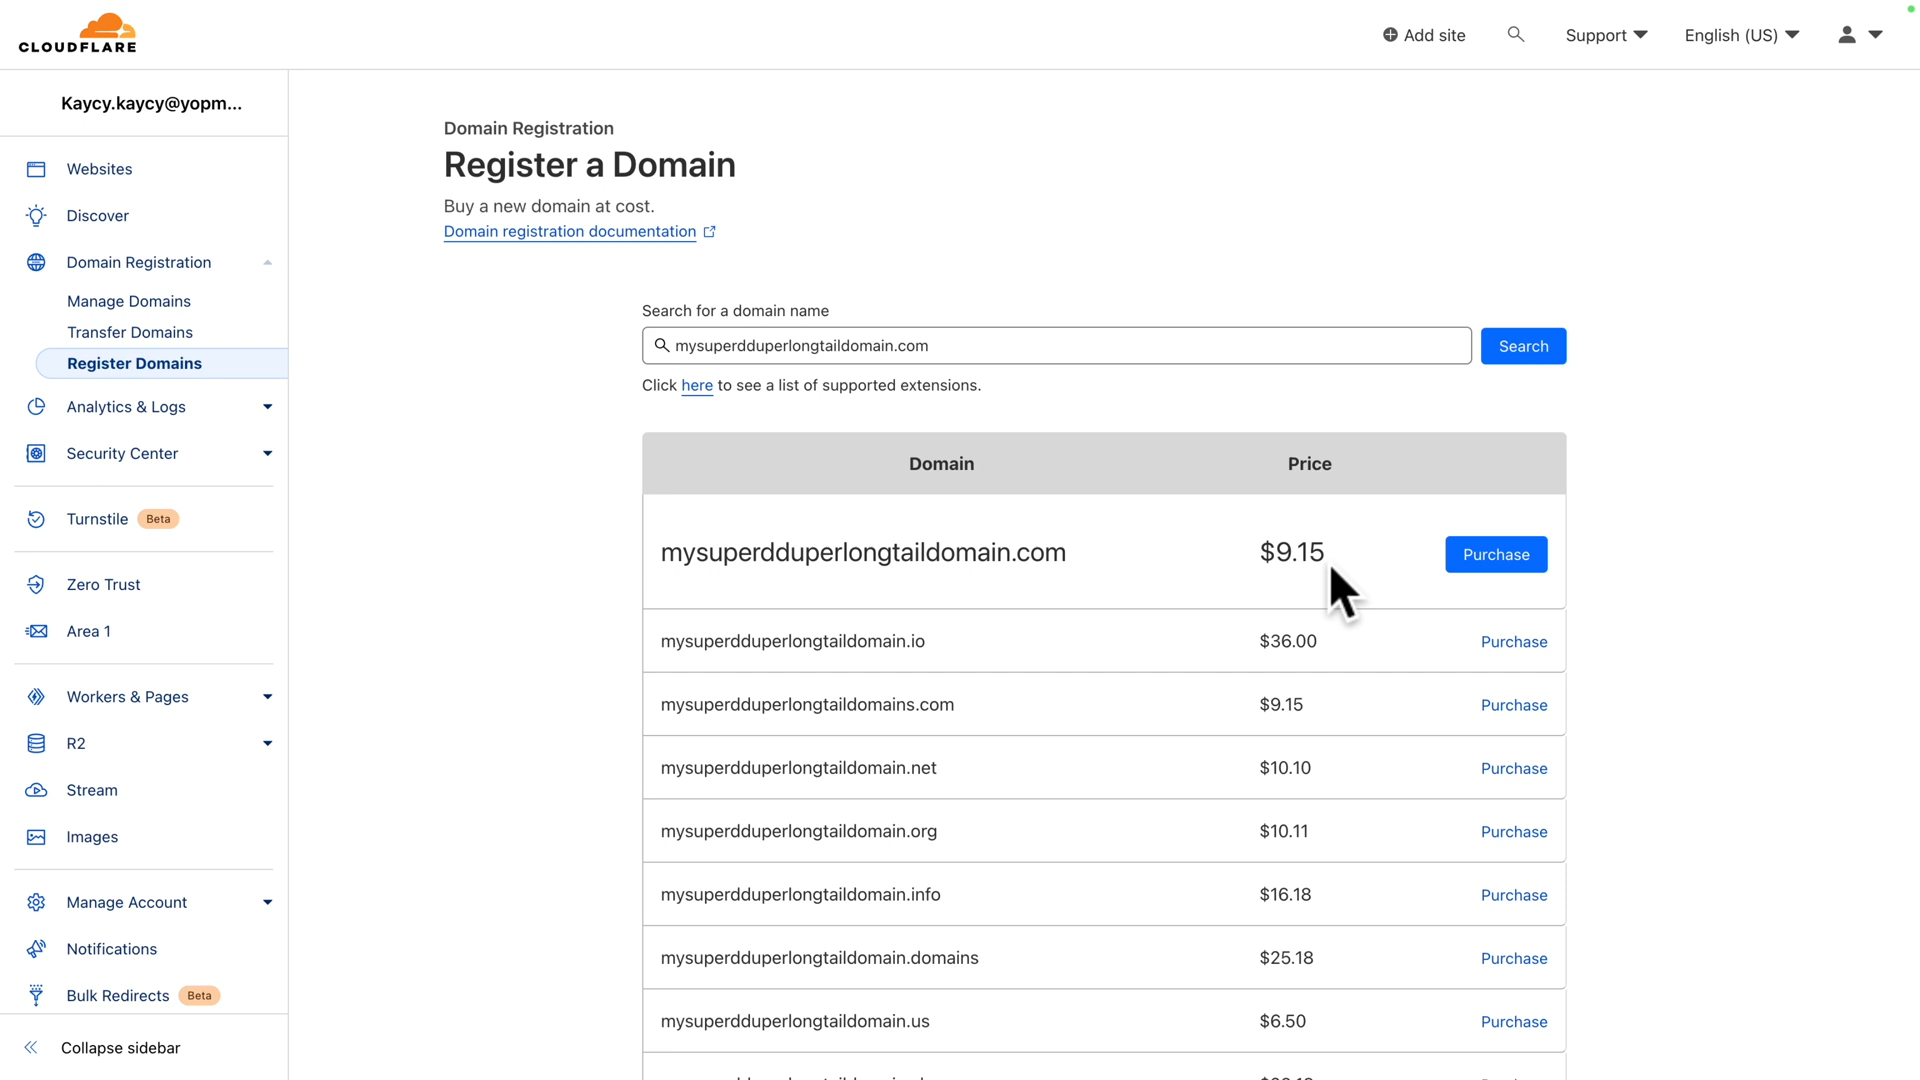 CLOUDFLARE
Add site
Support
English (US)
Kaycy.kaycy@yopm...
Websites
Discover
Domain Registration
Manage Domains
Transfer Domains
Register Domains
Analytics & Logs
Security Center
Turnstile Beta
Zero Trust
Area 1
Workers & Pages
R2
Stream
Images
Manage Account
Notifications
Bulk Redirects Beta
Collapse sidebar
Domain Registration
Register a Domain
Buy a new domain at cost.
Domain registration documentation
Search for a domain name
mysuperdduperlongtaildomain.com Search
Click here to see a list of supported extensions.
Domain Price
mysuperdduperlongtaildomain.com $9.15 Purchase
mysuperdduperlongtaildomain.io $36.00 Purchase
mysuperdduperlongtaildomains.com $9.15 Purchase
mysuperdduperlongtaildomain.net $10.10 Purchase
mysuperdduperlongtaildomain.org $10.11 Purchase
mysuperdduperlongtaildomain.info $16.18 Purchase
mysuperdduperlongtaildomain.domains $25.18 Purchase
mysuperdduperlongtaildomain.us $6.50 Purchase